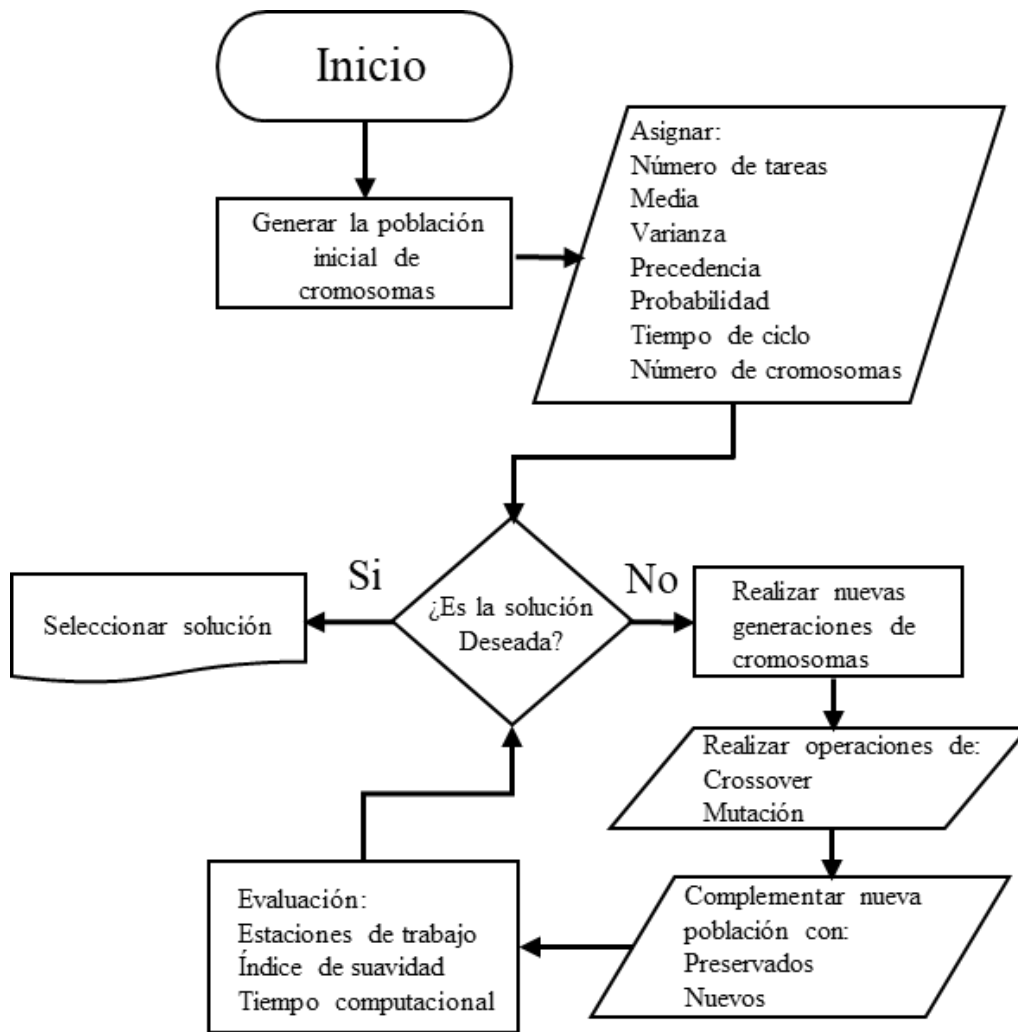 Inicio
Generar la población
inicial de
cromosomas
Asignar:
Número de tareas
Media
Varianza
Precedencia
Probabilidad
Tiempo de ciclo
Número de cromosomas
¿Es la solución
Deseada?
Si
Seleccionar solución
No
Realizar nuevas
generaciones de
cromosomas
Realizar operaciones de:
Crossover
Mutación
Complementar nueva
población con:
Preservados
Nuevos
Evaluación:
Estaciones de trabajo
Índice de suavidad
Tiempo computacional